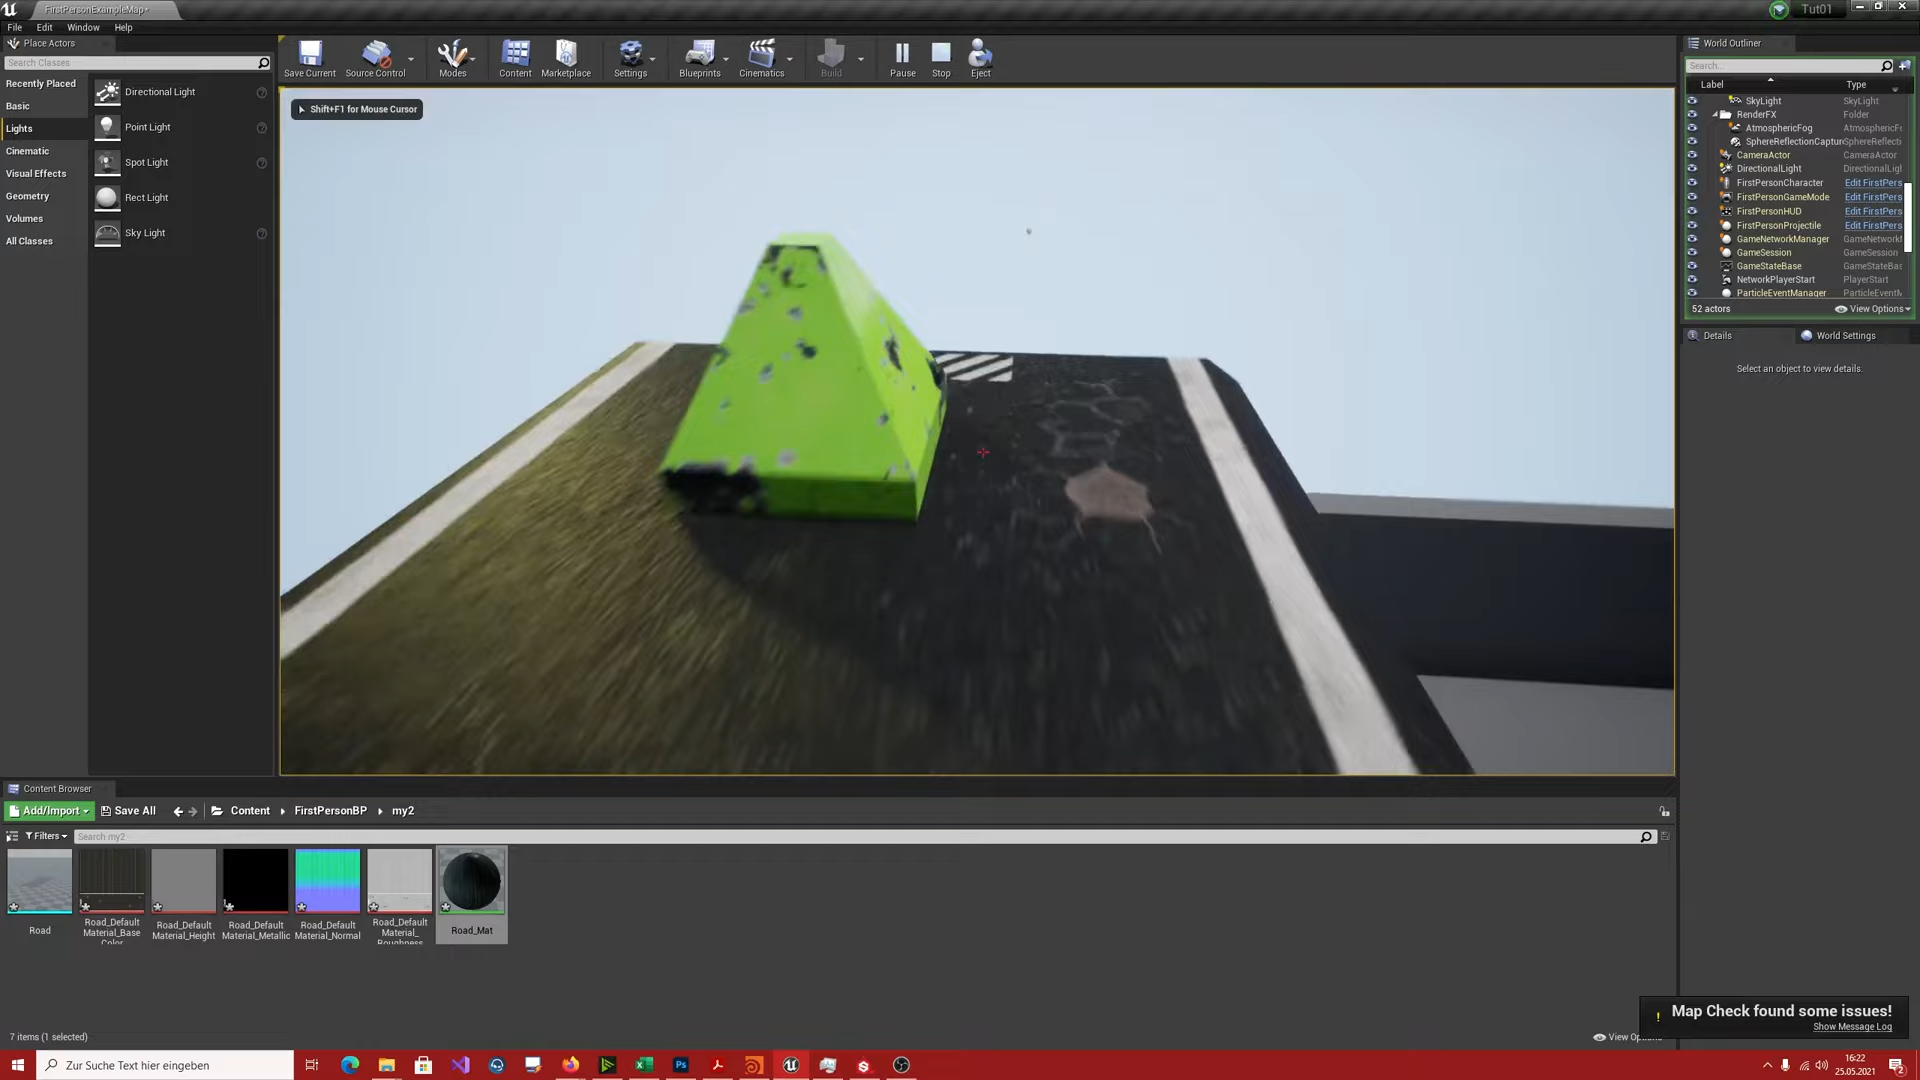 FirstPersonExampleMap*
Tut01
File Edit Window Help
Place Actors
Search Classes
Recently Placed
Basic
Lights
Cinematic
Visual Effects
Geometry
Volumes
All Classes
Directional Light
Point Light
Spot Light
Rect Light
Sky Light
Save Current Source Control Modes Content Marketplace Settings Blueprints Cinematics Build Pause Stop Eject
Shift+F1 for Mouse Cursor
World Outliner
Search...
Label Type
SkyLight SkyLight
RenderFX Folder
AtmosphericFog AtmosphericFo
SphereReflectionCapture SphereReflecti
CameraActor CameraActor
DirectionalLight DirectionalLigh
FirstPersonCharacter Edit FirstPers
FirstPersonGameMode Edit FirstPers
FirstPersonHUD Edit FirstPers
FirstPersonProjectile Edit FirstPers
GameNetworkManager GameNetworkM
GameSession GameSession
GameStateBase GameStateBas
NetworkPlayerStart PlayerStart
ParticleEventManager ParticleEventM
52 actors View Options
Details World Settings
Select an object to view details.
Content Browser
Add/Import Save All Content FirstPersonBP my2
Filters Search my2
Road
Road_Default
Material_Base
Color
Road_Default
Material_Height
Road_Default
Material_Metallic
Road_Default
Material_Normal
Road_Default
Material_
Roughness
Road_Mat
7 items (1 selected)
View Options
Map Check found some issues!
Show Message Log
Zur Suche Text hier eingeben
16:22
25.05.2021
2